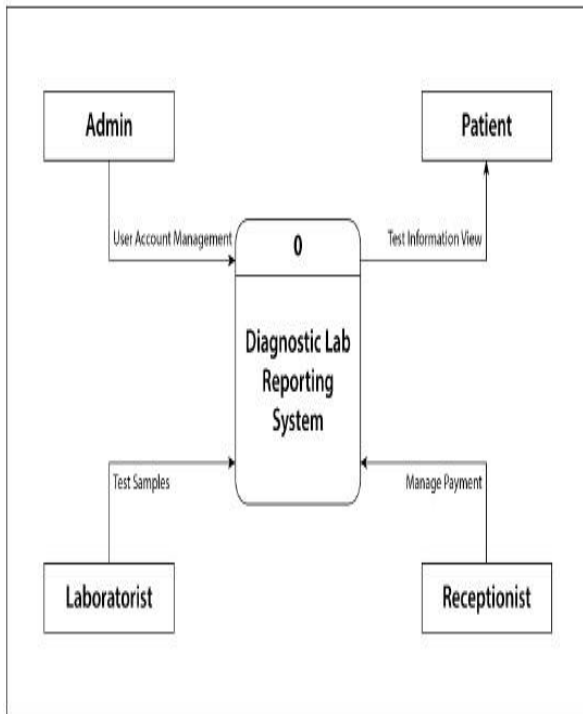 Admin
Patient
User Account Management
0
Test Information View
Diagnostic Lab
Reporting
System
Test Samples
Manage Payment
Laboratorist
Receptionist